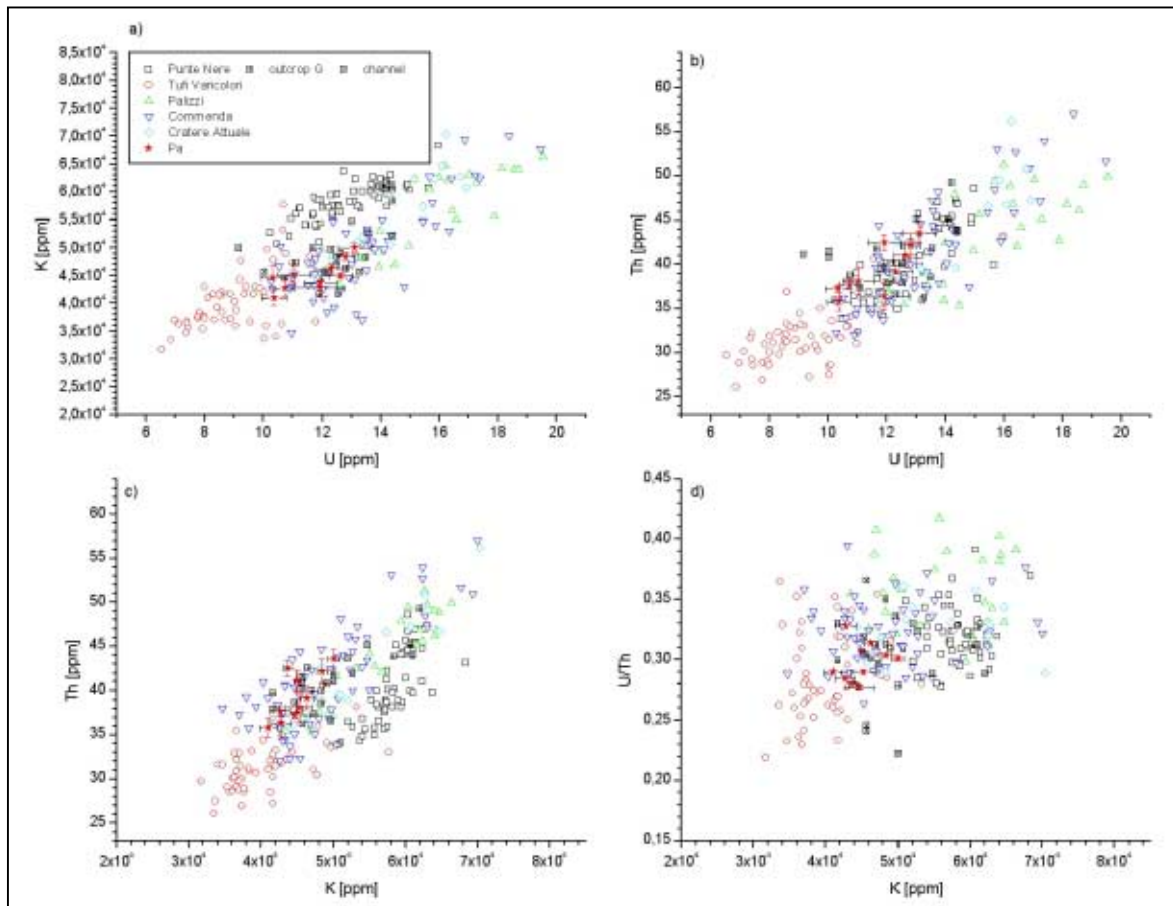 a)
8,5x10⁴
8,0x10⁴
7,5x10⁴
7,0x10⁴
6,5x10⁴
6,0x10⁴
5,5x10⁴
5,0x10⁴
4,5x10⁴
4,0x10⁴
3,5x10⁴
3,0x10⁴
2,5x10⁴
2,0x10⁴
K [ppm]
Punte Nere outcrop G channel
Tufi Varicolori
Palizzi
Commenda
Cratere Attuale
Pa
6 8 10 12 14 16 18 20
U [ppm]
b)
60
55
50
45
40
35
30
25
Th [ppm]
6 8 10 12 14 16 18 20
U [ppm]
c)
60
55
50
45
40
35
30
25
Th [ppm]
2x10⁴ 3x10⁴ 4x10⁴ 5x10⁴ 6x10⁴ 7x10⁴ 8x10⁴
K [ppm]
d)
0,45
0,40
0,35
0,30
0,25
0,20
0,15
U/Th
2x10⁴ 3x10⁴ 4x10⁴ 5x10⁴ 6x10⁴ 7x10⁴ 8x10⁴
K [ppm]